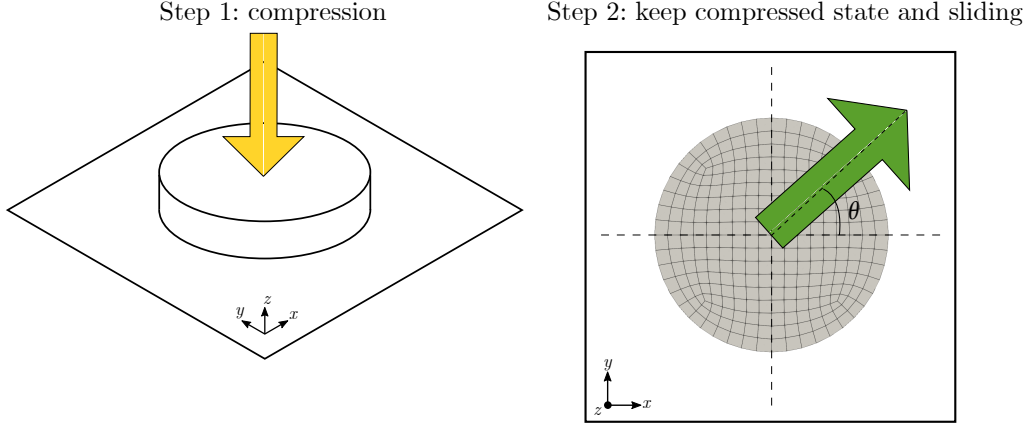 Step 1: compression
Step 2: keep compressed state and sliding
z
y
x
θ
y
z
x